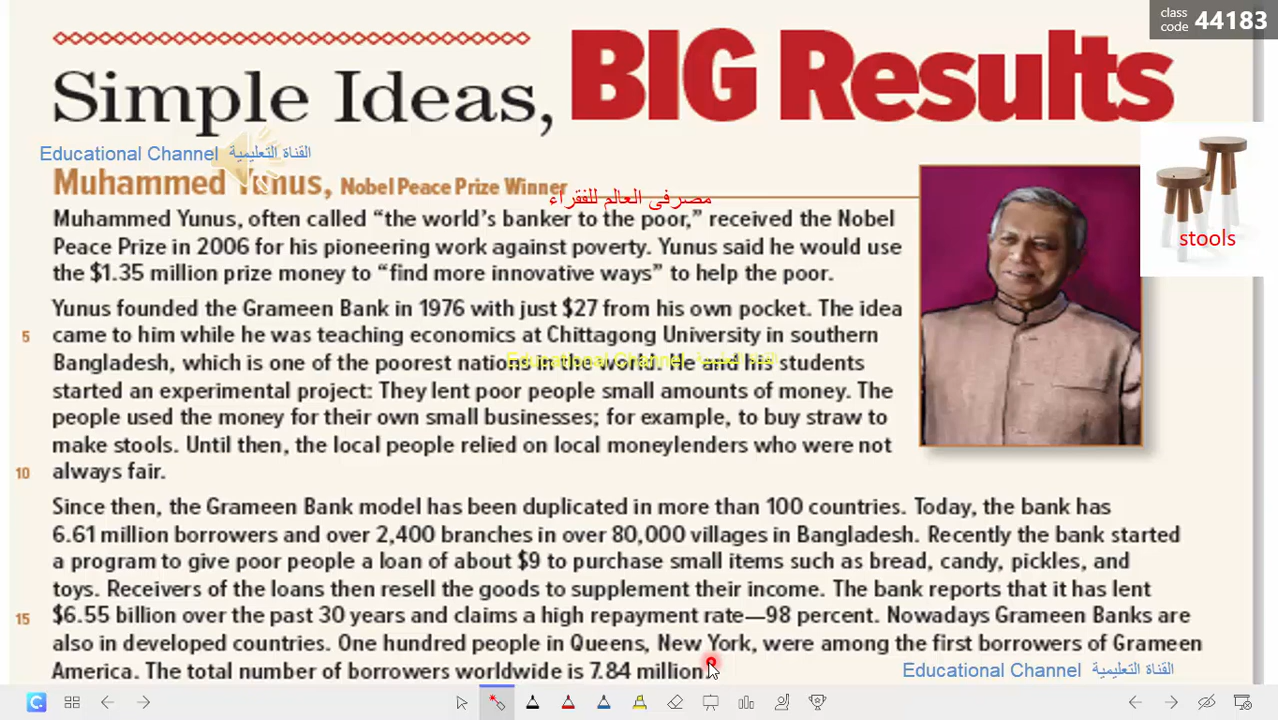 class code 44183
Simple Ideas, BIG Results
Educational Channel القناة التعليمية
Muhammed Yunus, Nobel Peace Prize Winner
مصرفى العالم للفقراء
Muhammed Yunus, often called “the world’s banker to the poor,” received the Nobel
Peace Prize in 2006 for his pioneering work against poverty. Yunus said he would use
the $1.35 million prize money to “find more innovative ways” to help the poor.
stools
Yunus founded the Grameen Bank in 1976 with just $27 from his own pocket. The idea
5 came to him while he was teaching economics at Chittagong University in southern
Bangladesh, which is one of the poorest nations in the world. He and his students
Educational Channel القناة التعليمية
started an experimental project: They lent poor people small amounts of money. The
people used the money for their own small businesses; for example, to buy straw to
make stools. Until then, the local people relied on local moneylenders who were not
10 always fair.
Since then, the Grameen Bank model has been duplicated in more than 100 countries. Today, the bank has
6.61 million borrowers and over 2,400 branches in over 80,000 villages in Bangladesh. Recently the bank started
a program to give poor people a loan of about $9 to purchase small items such as bread, candy, pickles, and
toys. Receivers of the loans then resell the goods to supplement their income. The bank reports that it has lent
15 $6.55 billion over the past 30 years and claims a high repayment rate—98 percent. Nowadays Grameen Banks are
also in developed countries. One hundred people in Queens, New York, were among the first borrowers of Grameen
America. The total number of borrowers worldwide is 7.84 million.
Educational Channel القناة التعليمية